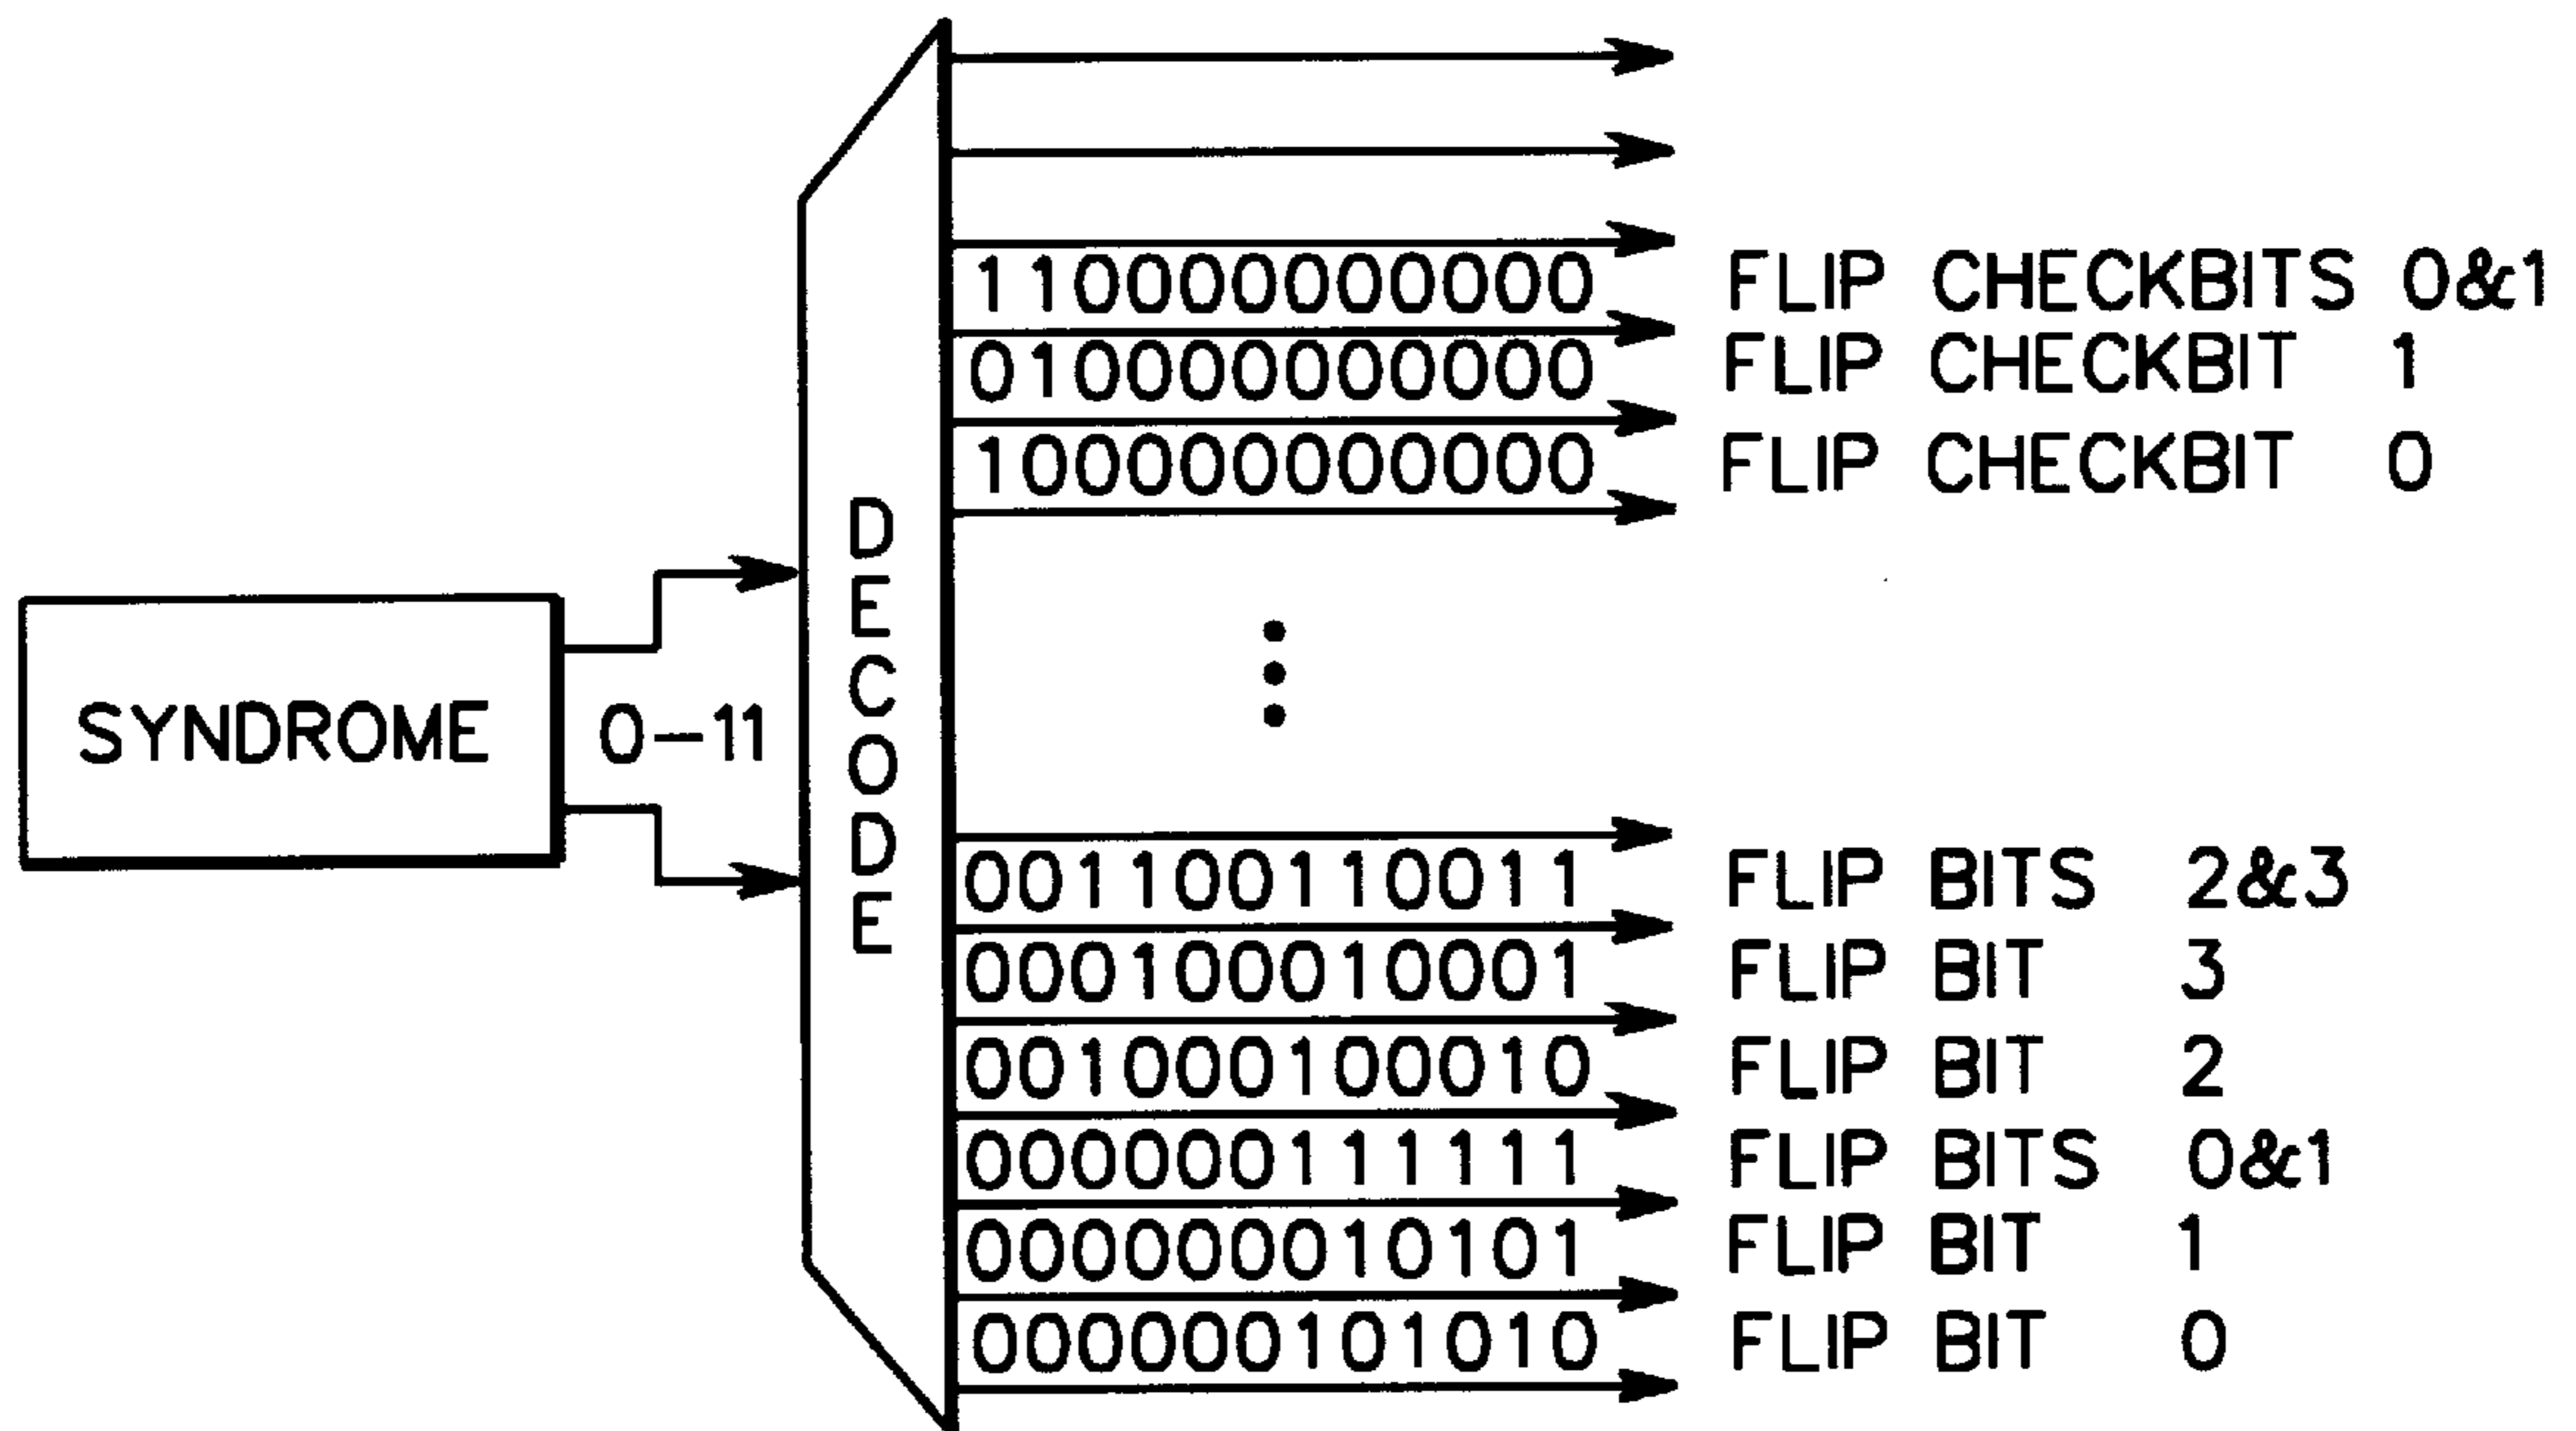 110000000000 FLIP CHECKBITS 0&1
010000000000 FLIP CHECKBIT 1
100000000000 FLIP CHECKBIT 0
DECODE
SYNDROME 0-11
001100110011 FLIP BITS 2&3
000100010001 FLIP BIT 3
001000100010 FLIP BIT 2
000000111111 FLIP BITS 0&1
000000010101 FLIP BIT 1
000000101010 FLIP BIT 0